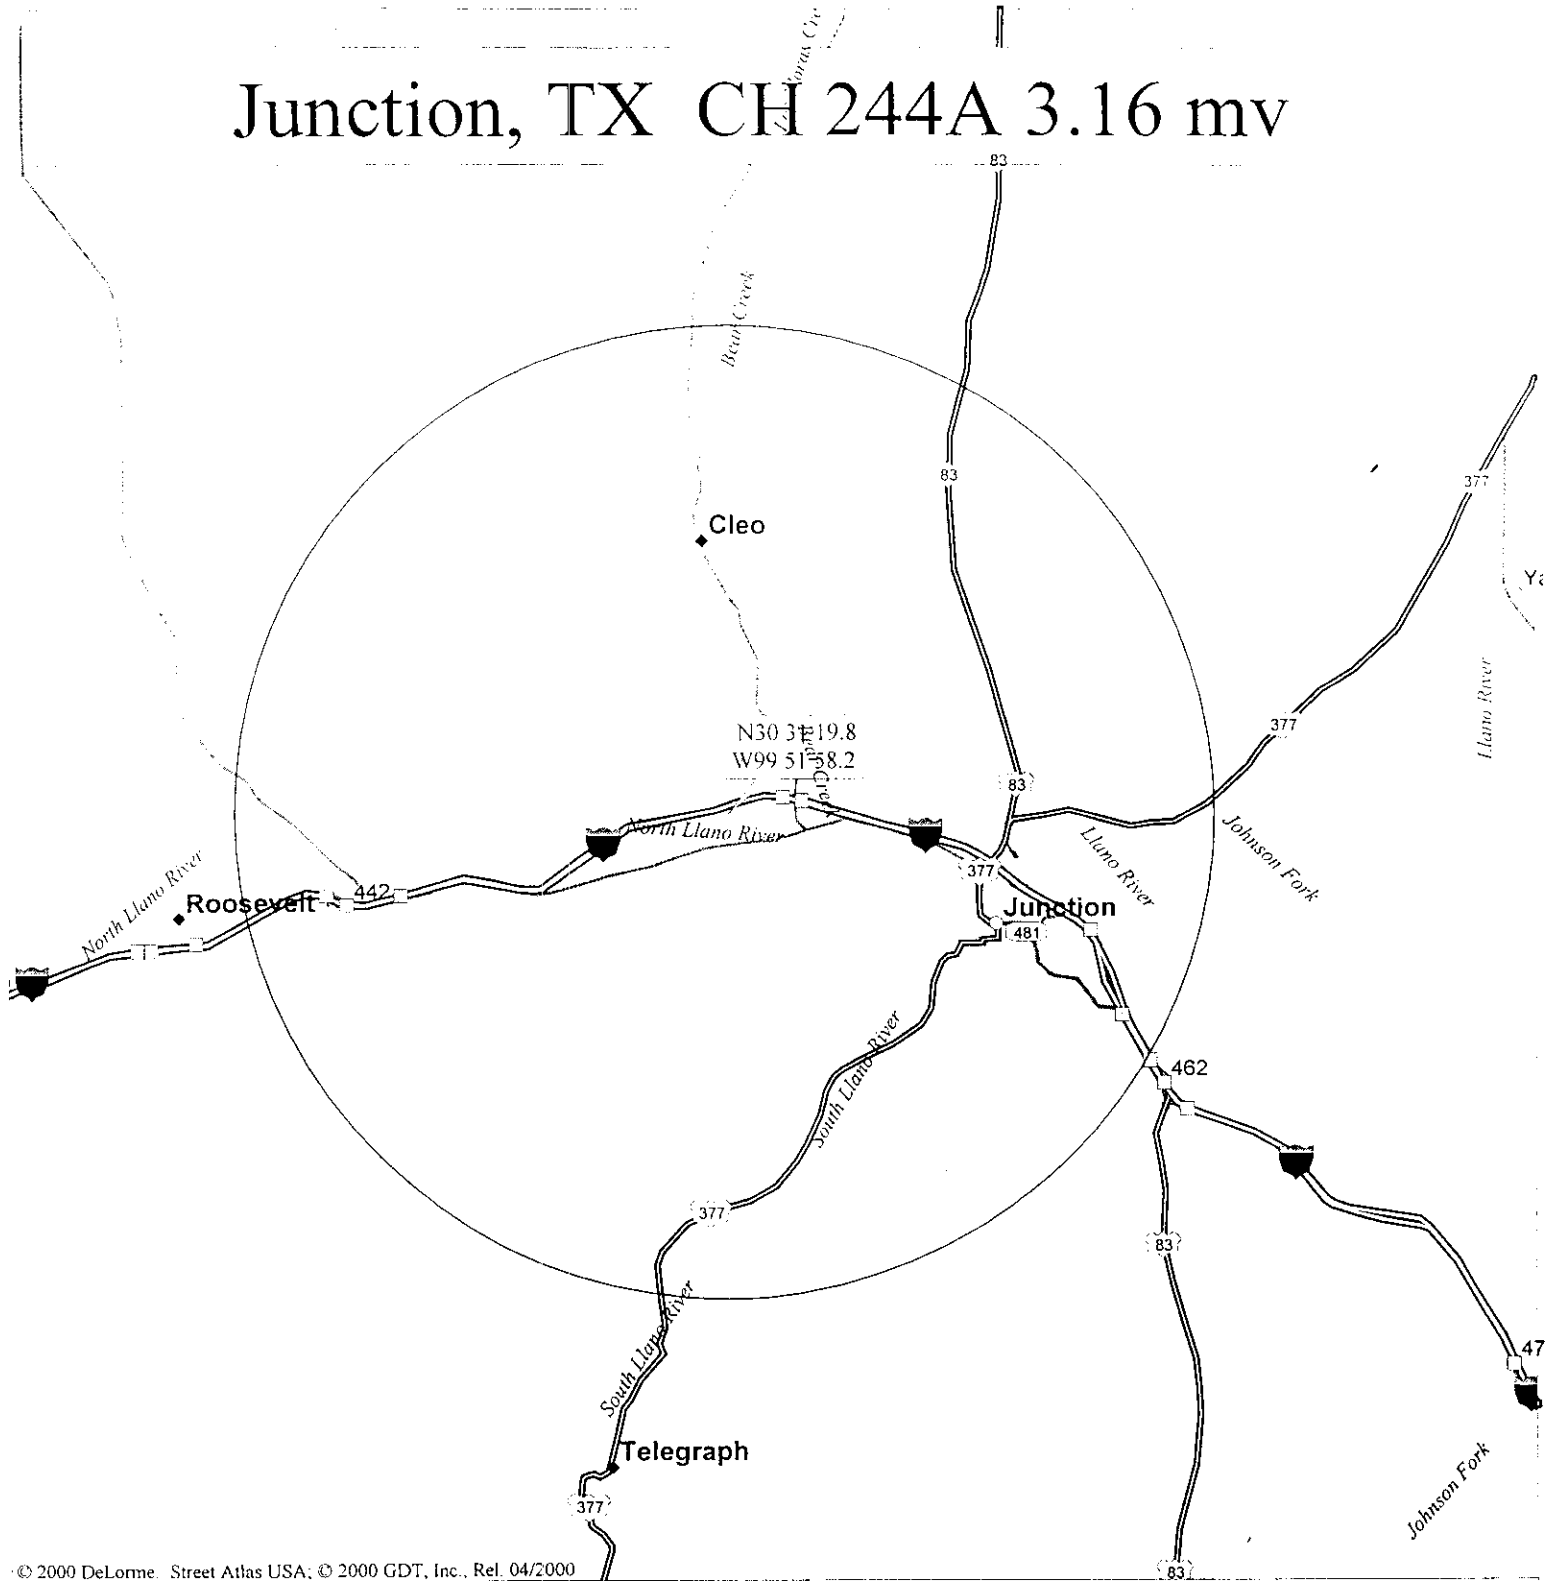 Junction, TX CH 244A 3.16 mv
83
Bear Creek
83
377
Cleo
Llano River
377
N30 31 19.8
W99 51 58.2
83
Creek
North Llano River
Llano River
Johnson Fork
377
North Llano River
442
Roosevelt
Junction
481
South Llano River
462
377
83
South Llano River
47
Telegraph
Johnson Fork
377
83
© 2000 DeLorme. Street Atlas USA; © 2000 GDT, Inc., Rel. 04/2000